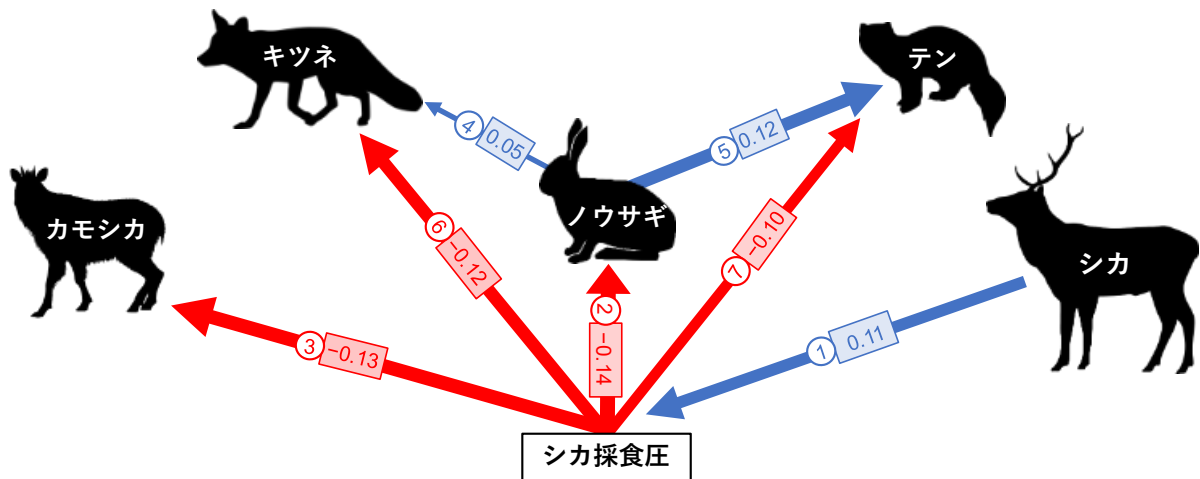 キツネ
テン
④ 0.05
⑤ 0.12
カモシカ
ノウサギ
シカ
⑥ −0.12
⑦ −0.10
② −0.14
③ −0.13
① 0.11
シカ採食圧